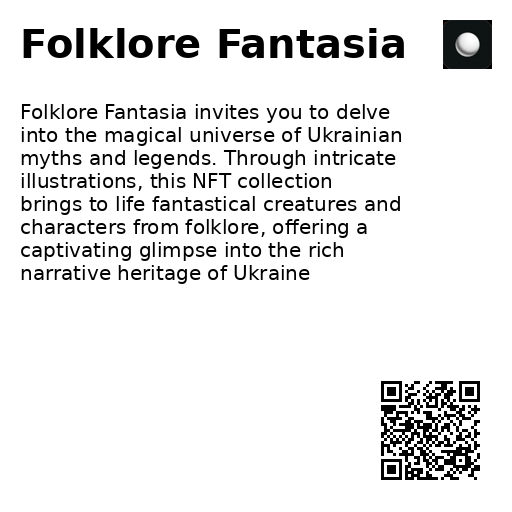 Folklore Fantasia
Folklore Fantasia invites you to delve
into the magical universe of Ukrainian
myths and legends. Through intricate
illustrations, this NFT collection
brings to life fantastical creatures and
characters from folklore, offering a
captivating glimpse into the rich
narrative heritage of Ukraine